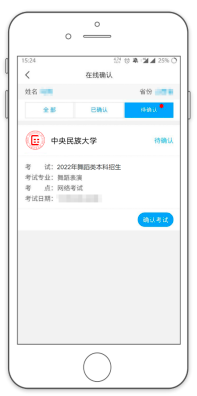 15:24
25%
在线确认
姓名
省份
全部
已确认
待确认
中央民族大学
待确认
考 试：2022年舞蹈类本科招生
考试专业：舞蹈表演
考 点：网络考试
考试日期：
确认考试